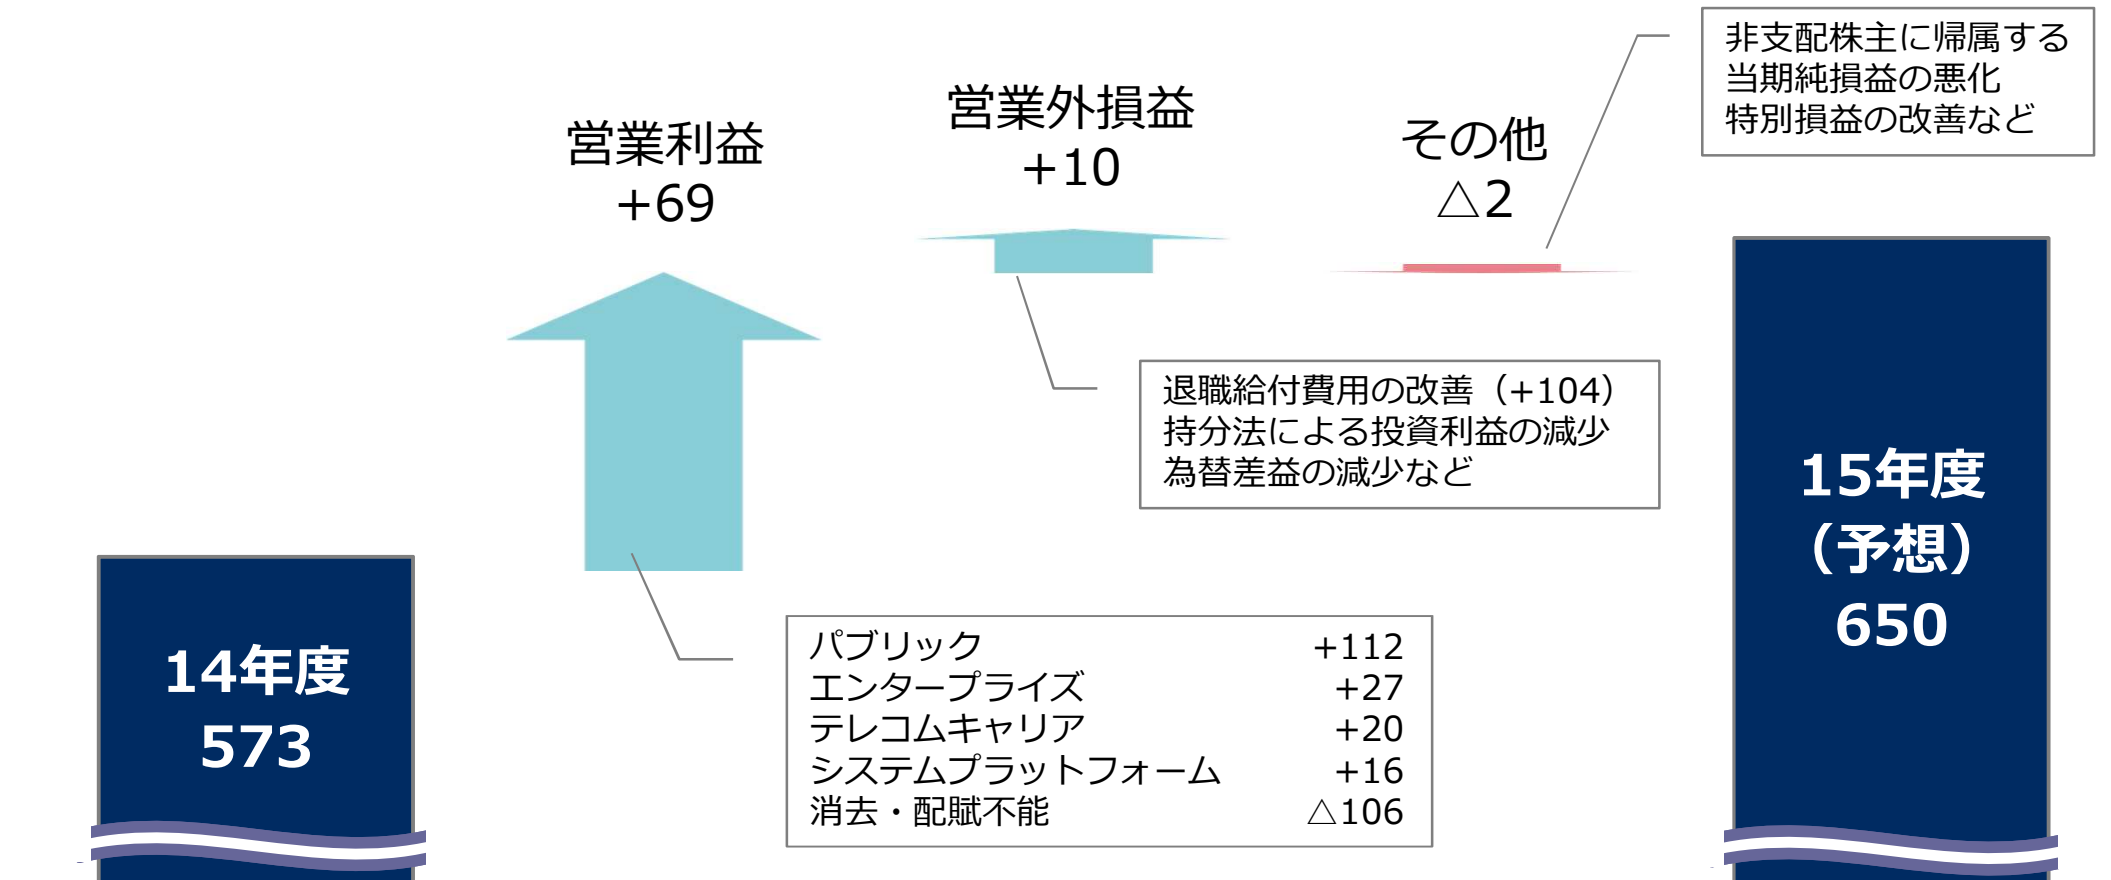 営業利益
+69
営業外損益
+10
その他
△2
非支配株主に帰属する
当期純損益の悪化
特別損益の改善など
退職給付費用の改善（+104）
持分法による投資利益の減少
為替差益の減少など
パブリック +112
エンタープライズ +27
テレコムキャリア +20
システムプラットフォーム +16
消去・配賦不能 △106
14年度
573
15年度
（予想）
650